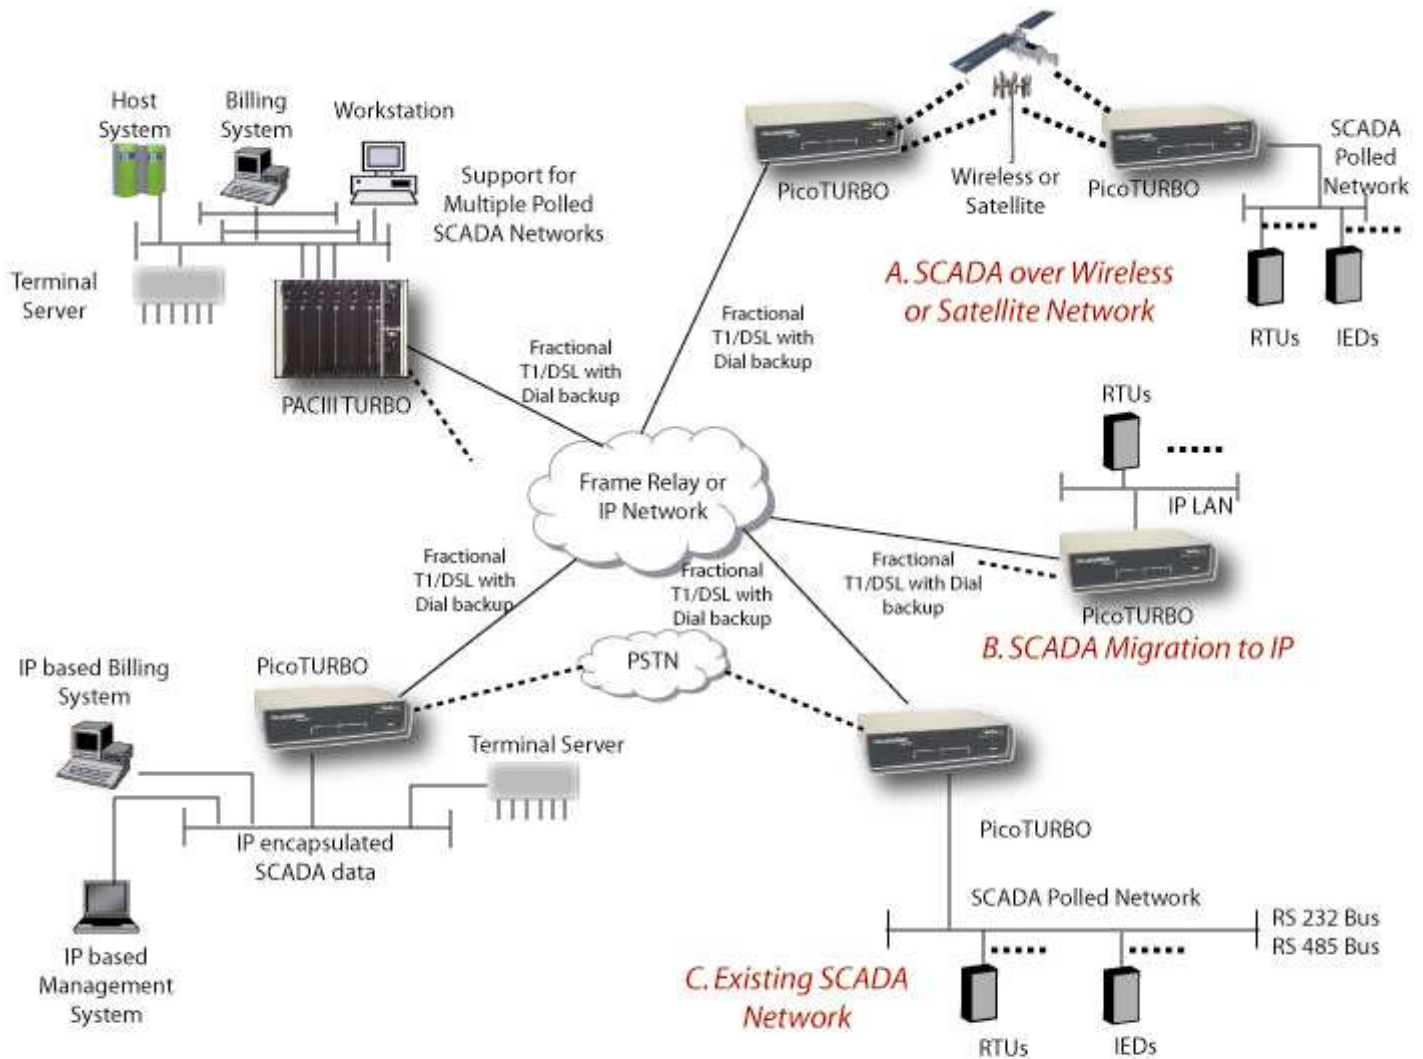 Host
System
Billing
System
Workstation
Support for
Multiple Polled
SCADA Networks
Terminal
Server
PACIII TURBO
Fractional
T1/DSL with
Dial backup
PicoTURBO
Wireless or
Satellite
PicoTURBO
SCADA
Polled
Network
A. SCADA over Wireless
or Satellite Network
RTUs
IEDs
Fractional
T1/DSL with
Dial backup
Frame Relay or
IP Network
RTUs
IP LAN
Fractional
T1/DSL with Dial
backup
PicoTURBO
B. SCADA Migration to IP
Fractional
T1/DSL with
Dial backup
Fractional
T1/DSL with
Dial backup
PSTN
IP based Billing
System
PicoTURBO
Terminal Server
IP encapsulated
SCADA data
IP based
Management
System
PicoTURBO
SCADA Polled Network
RS 232 Bus
RS 485 Bus
C. Existing SCADA
Network
RTUs
IEDs